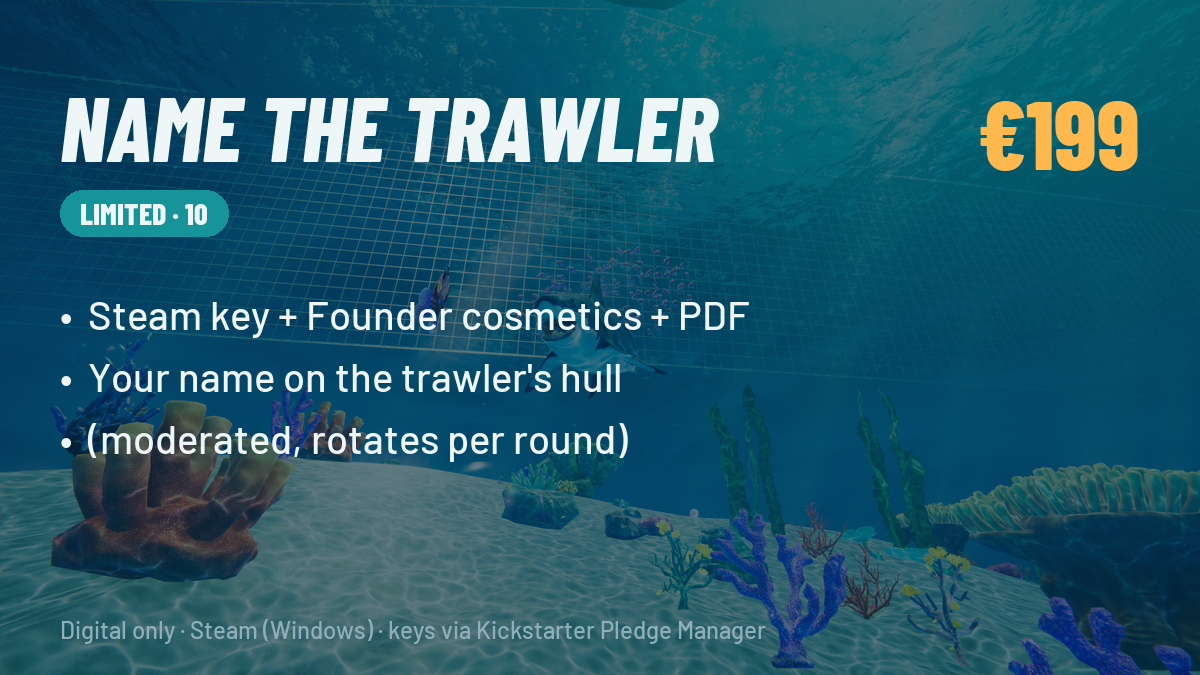 NAME THE TRAWLER
€199
LIMITED · 10
• Steam key + Founder cosmetics + PDF
• Your name on the trawler's hull
• (moderated, rotates per round)
Digital only · Steam (Windows) · keys via Kickstarter Pledge Manager